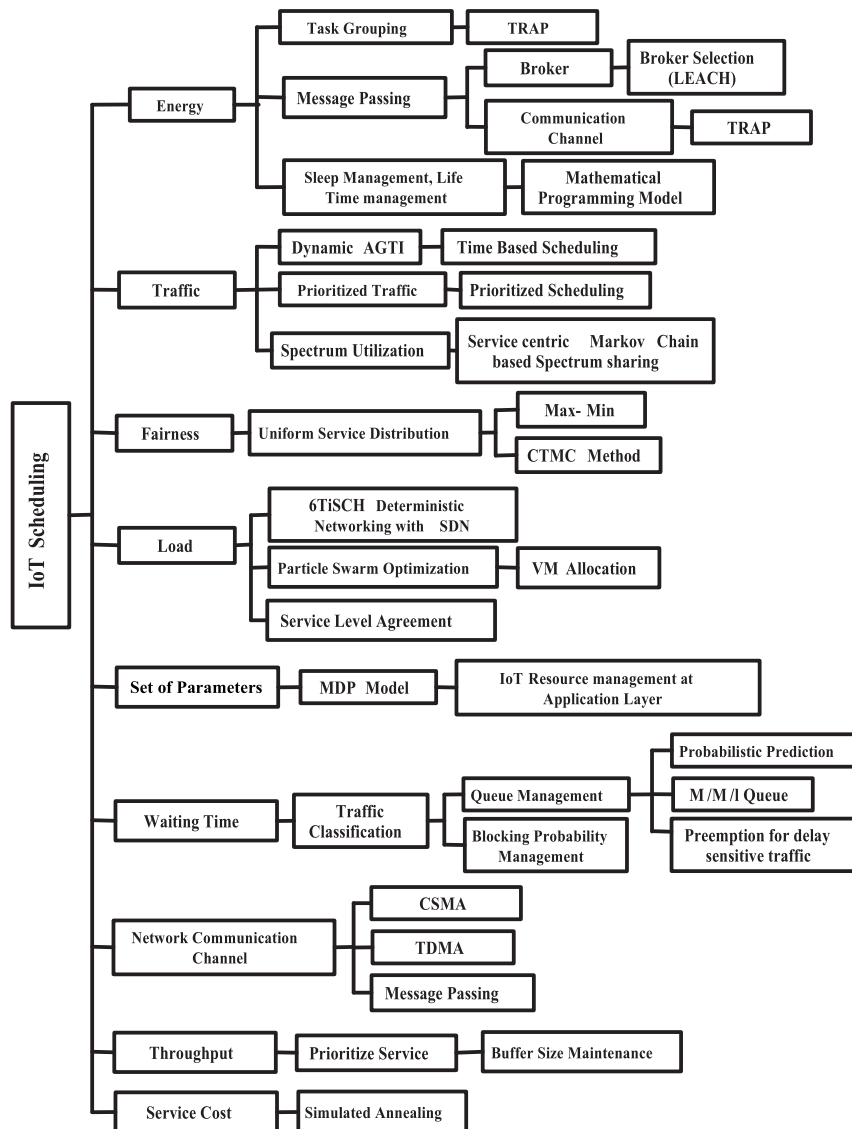 IoT Scheduling
Energy
Task Grouping
TRAP
Message Passing
Broker
Broker Selection
(LEACH)
Communication
Channel
TRAP
Sleep Management, Life
Time management
Mathematical
Programming Model
Traffic
Dynamic AGTI
Time Based Scheduling
Prioritized Traffic
Prioritized Scheduling
Spectrum Utilization
Service centric Markov Chain
based Spectrum sharing
Fairness
Uniform Service Distribution
Max- Min
CTMC Method
Load
6TiSCH Deterministic
Networking with SDN
Particle Swarm Optimization
VM Allocation
Service Level Agreement
Set of Parameters
MDP Model
IoT Resource management at
Application Layer
Waiting Time
Traffic
Classification
Queue Management
Probabilistic Prediction
M/M/l Queue
Preemption for delay
sensitive traffic
Blocking Probability
Management
Network Communication
Channel
CSMA
TDMA
Message Passing
Throughput
Prioritize Service
Buffer Size Maintenance
Service Cost
Simulated Annealing